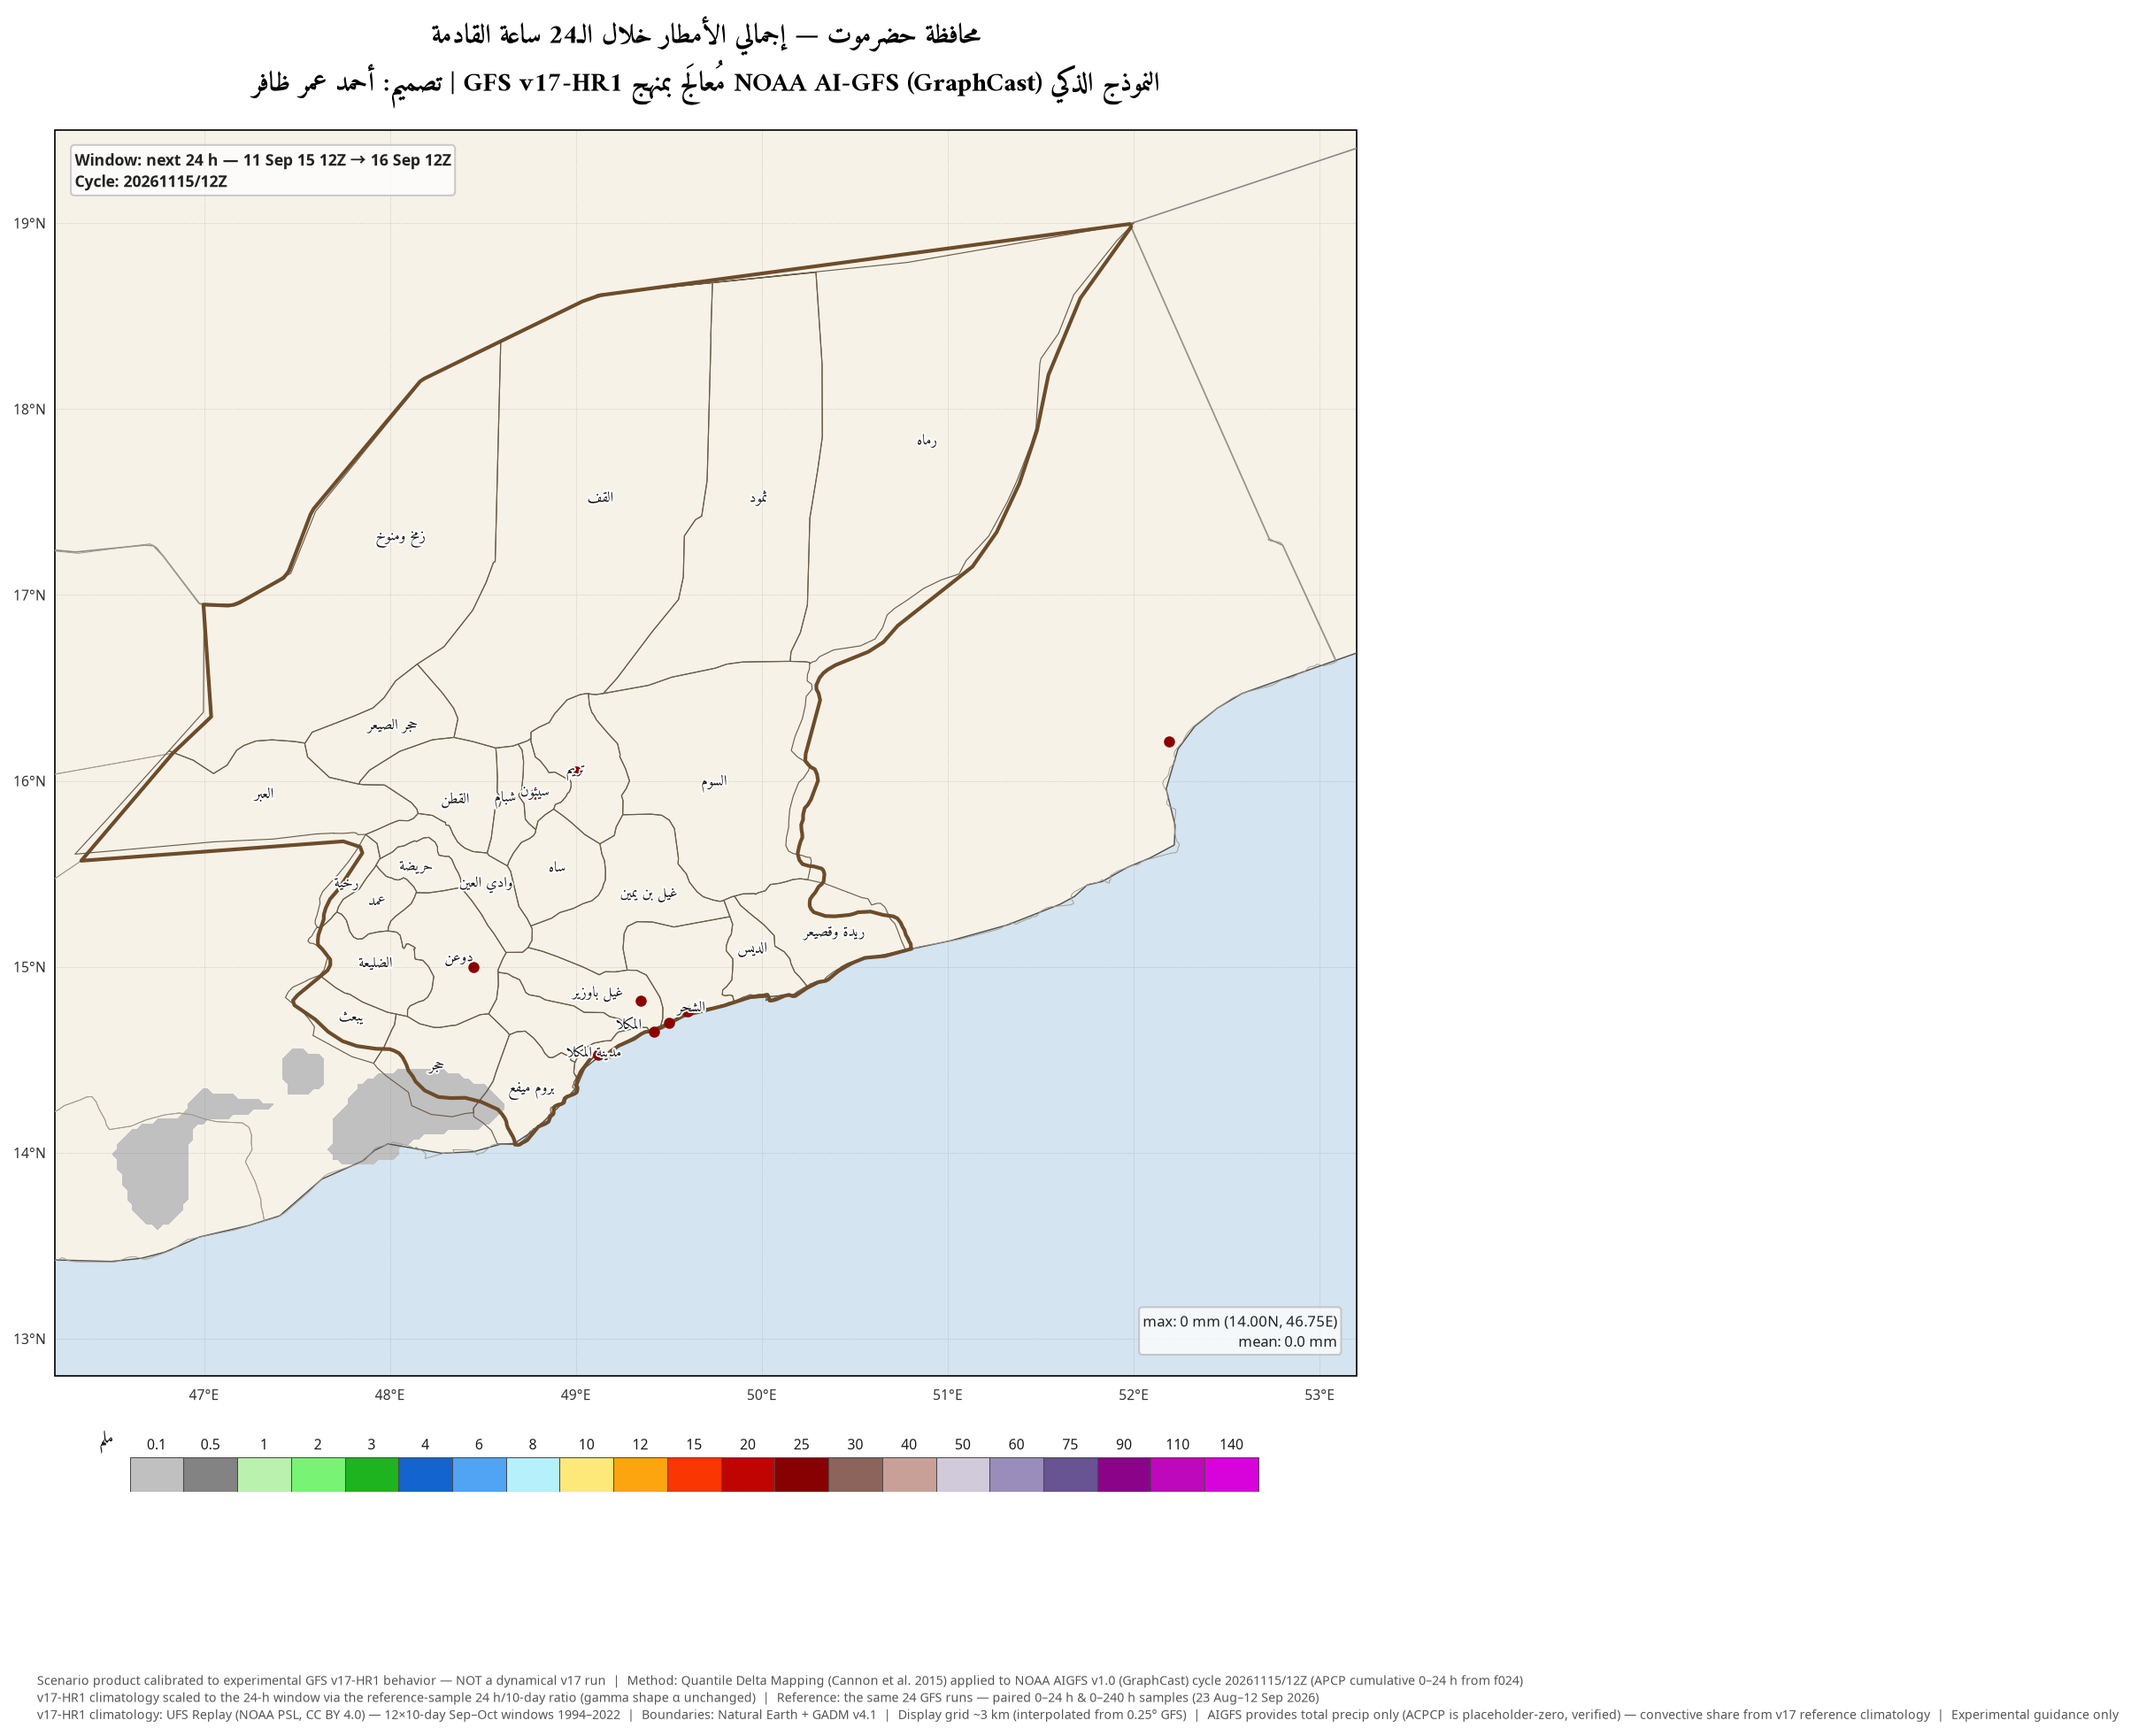 محافظة حضرموت — إجمالي الأمطار خلال الـ24 ساعة القادمة
النموذج الذكي NOAA AI-GFS (GraphCast) مُعالَج بمنهج GFS v17-HR1 | تصميم: أحمد عمر ظافر
Window: next 24 h — 11 Sep 15 12Z → 16 Sep 12Z
Cycle: 20261115/12Z
19°N
18°N
رماه
القف
ثمود
زمخ ومنوخ
17°N
حجر الصيعر
16°N
تريم
السوم
العبر
القطن
شبام
سيئون
حريضة
ساه
رخية
وادي العين
عمد
غيل بن يمين
ريدة وقصيعر
الديس
15°N
دوعن
الضليعة
غيل باوزير
الشحر
يبعث
المكلا
مدينة المكلا
حجر
بروم ميفع
14°N
13°N
max: 0 mm (14.00N, 46.75E)
mean: 0.0 mm
47°E 48°E 49°E 50°E 51°E 52°E 53°E
ملم
0.1 0.5 1 2 3 4 6 8 10 12 15 20 25 30 40 50 60 75 90 110 140
Scenario product calibrated to experimental GFS v17-HR1 behavior — NOT a dynamical v17 run | Method: Quantile Delta Mapping (Cannon et al. 2015) applied to NOAA AIGFS v1.0 (GraphCast) cycle 20261115/12Z (APCP cumulative 0–24 h from f024)
v17-HR1 climatology scaled to the 24-h window via the reference-sample 24 h/10-day ratio (gamma shape α unchanged) | Reference: the same 24 GFS runs — paired 0–24 h & 0–240 h samples (23 Aug–12 Sep 2026)
v17-HR1 climatology: UFS Replay (NOAA PSL, CC BY 4.0) — 12×10-day Sep–Oct windows 1994–2022 | Boundaries: Natural Earth + GADM v4.1 | Display grid ~3 km (interpolated from 0.25° GFS) | AIGFS provides total precip only (ACPCP is placeholder-zero, verified) — convective share from v17 reference climatology | Experimental guidance only